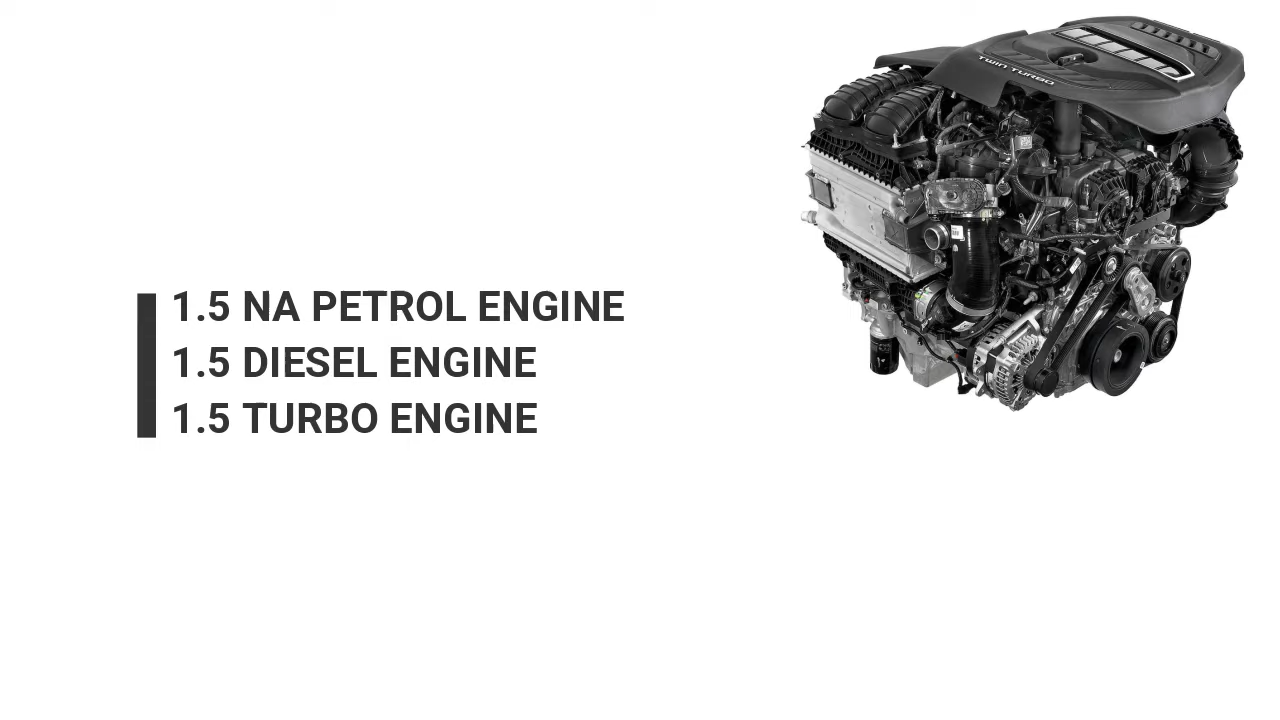 TWIN TURBO
1.5 NA PETROL ENGINE
1.5 DIESEL ENGINE
1.5 TURBO ENGINE